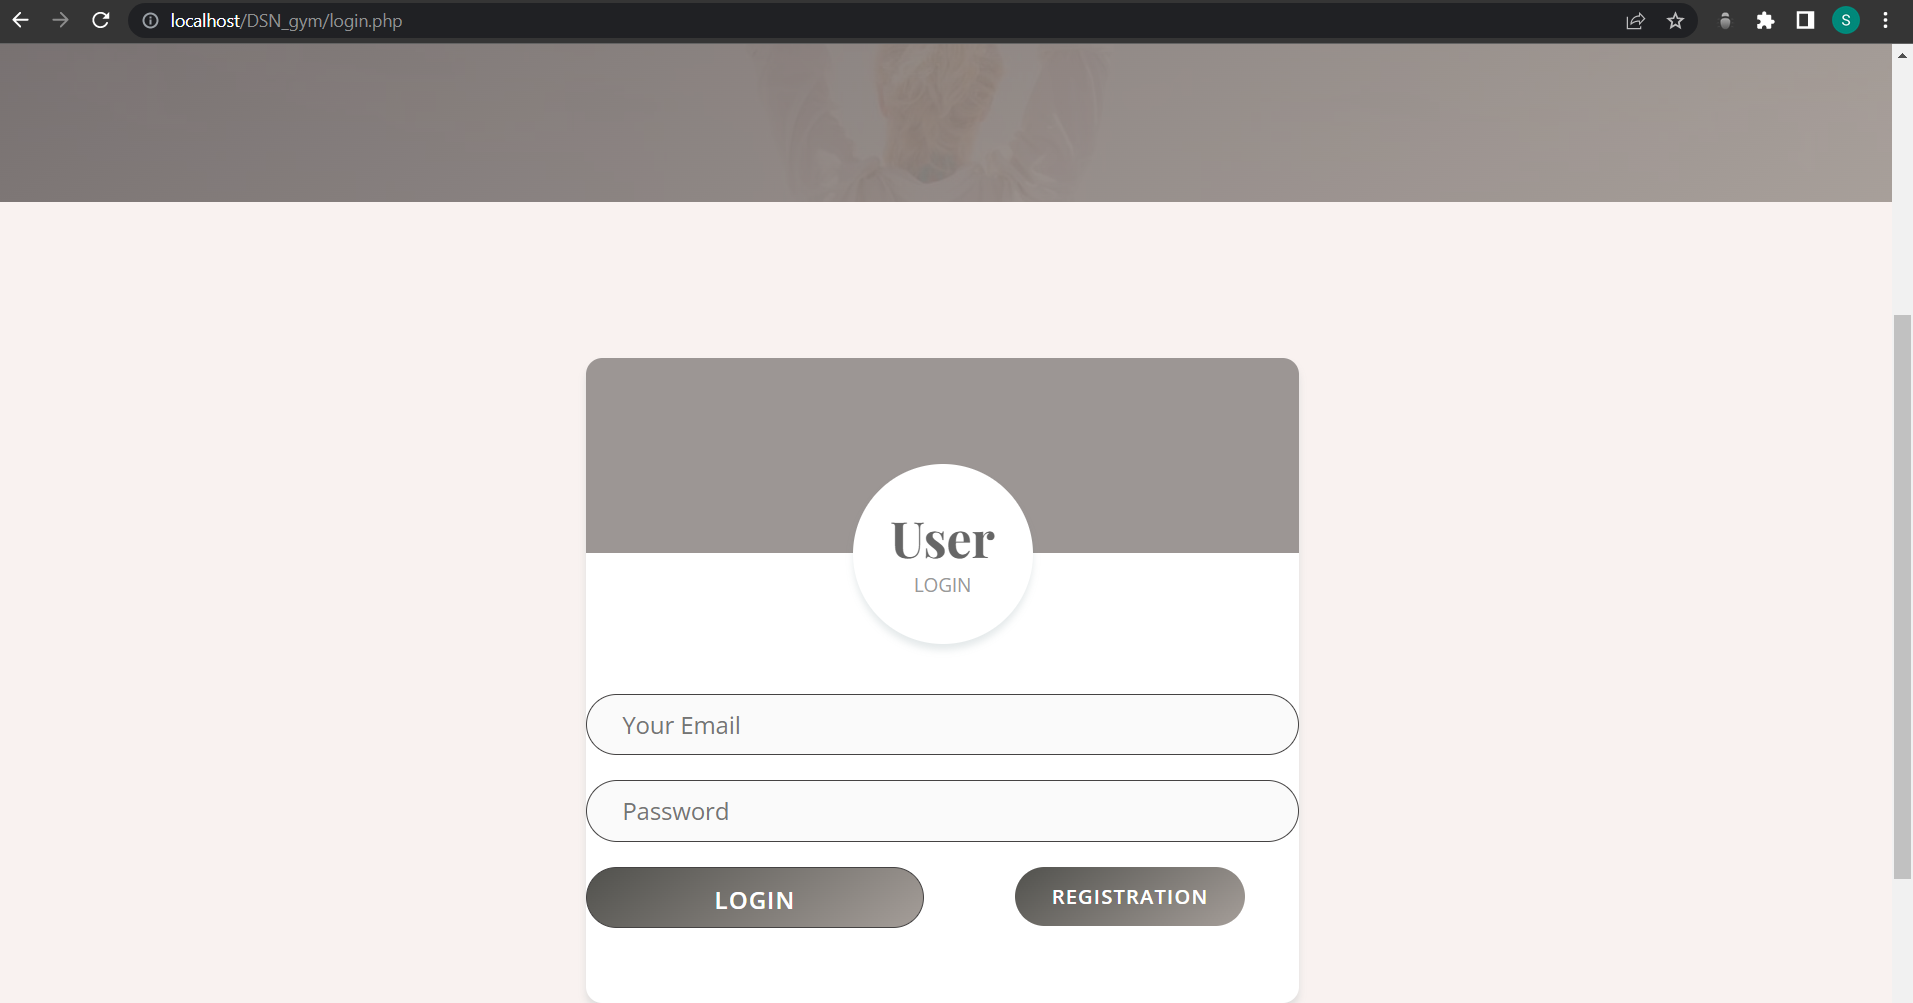 localhost/DSN_gym/login.php
S
User
LOGIN
Your Email
Password
LOGIN
REGISTRATION